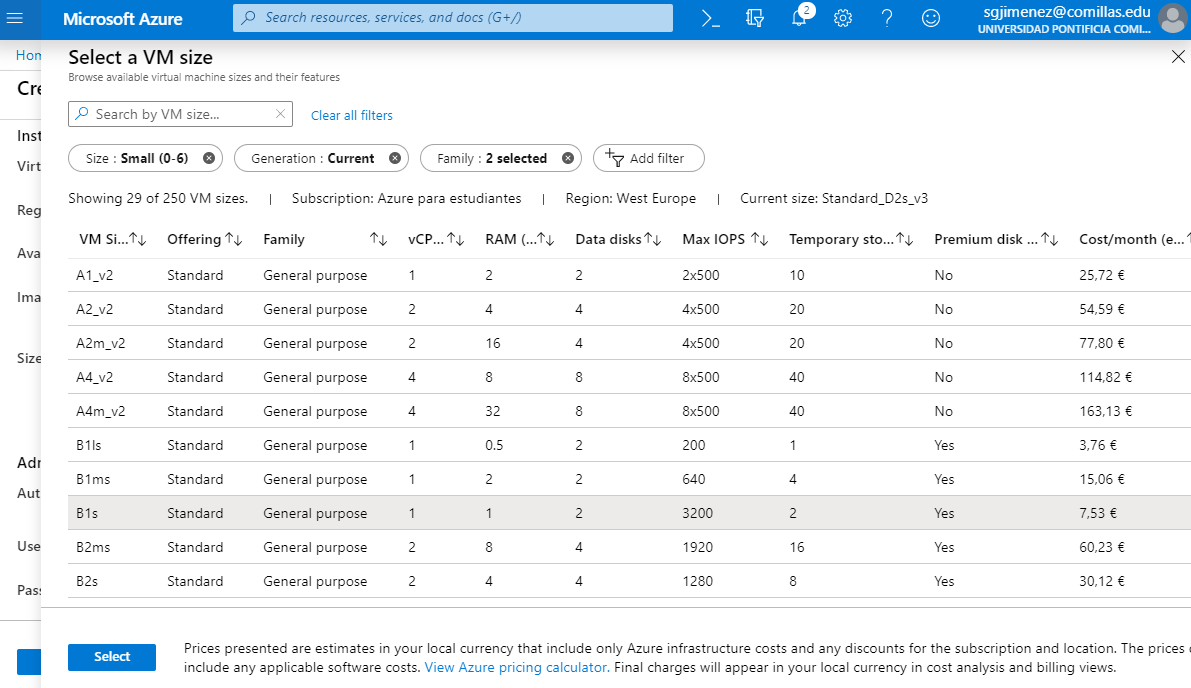 Microsoft Azure
Search resources, services, and docs (G+/)
2
sgjimenez@comillas.edu
UNIVERSIDAD PONTIFICIA COMI...
Hom
Select a VM size
Browse available virtual machine sizes and their features
Cre
Search by VM size...
Clear all filters
Inst
Size : Small (0-6)
Generation : Current
Family : 2 selected
Add filter
Virt
Showing 29 of 250 VM sizes. | Subscription: Azure para estudiantes | Region: West Europe | Current size: Standard_D2s_v3
Reg
VM Si... Offering Family vCP... RAM (... Data disks Max IOPS Temporary sto... Premium disk ... Cost/month (e...
Ava
A1_v2 Standard General purpose 1 2 2 2x500 10 No 25,72 €
Ima
A2_v2 Standard General purpose 2 4 4 4x500 20 No 54,59 €
A2m_v2 Standard General purpose 2 16 4 4x500 20 No 77,80 €
Size
A4_v2 Standard General purpose 4 8 8 8x500 40 No 114,82 €
A4m_v2 Standard General purpose 4 32 8 8x500 40 No 163,13 €
B1ls Standard General purpose 1 0.5 2 200 1 Yes 3,76 €
Adm
B1ms Standard General purpose 1 2 2 640 4 Yes 15,06 €
Aut
B1s Standard General purpose 1 1 2 3200 2 Yes 7,53 €
Use
B2ms Standard General purpose 2 8 4 1920 16 Yes 60,23 €
B2s Standard General purpose 2 4 4 1280 8 Yes 30,12 €
Pass
Select
Prices presented are estimates in your local currency that include only Azure infrastructure costs and any discounts for the subscription and location. The prices
include any applicable software costs. View Azure pricing calculator. Final charges will appear in your local currency in cost analysis and billing views.